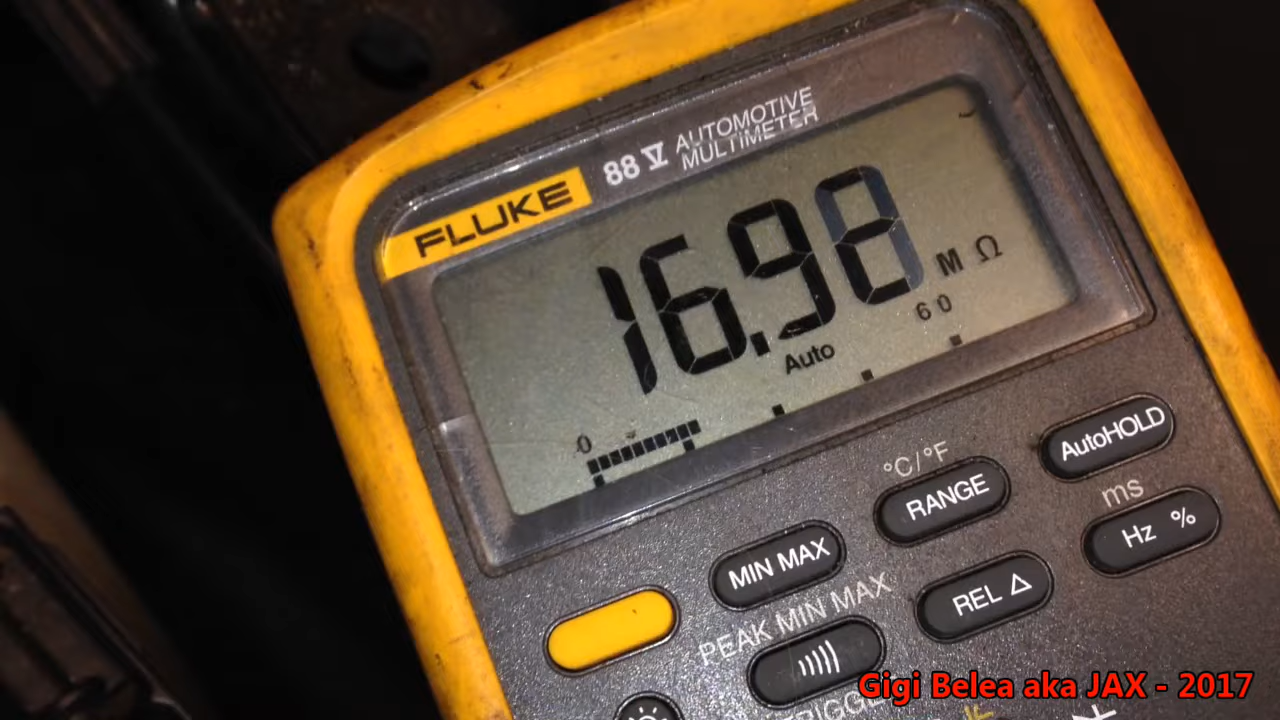 FLUKE 88 V AUTOMOTIVE
MULTIMETER
16.98 M Ω
Auto 60
0
°C/°F
AutoHOLD
RANGE
ms
Hz %
MIN MAX
REL Δ
PEAK MIN MAX
Gigi Belea aka JAX - 2017